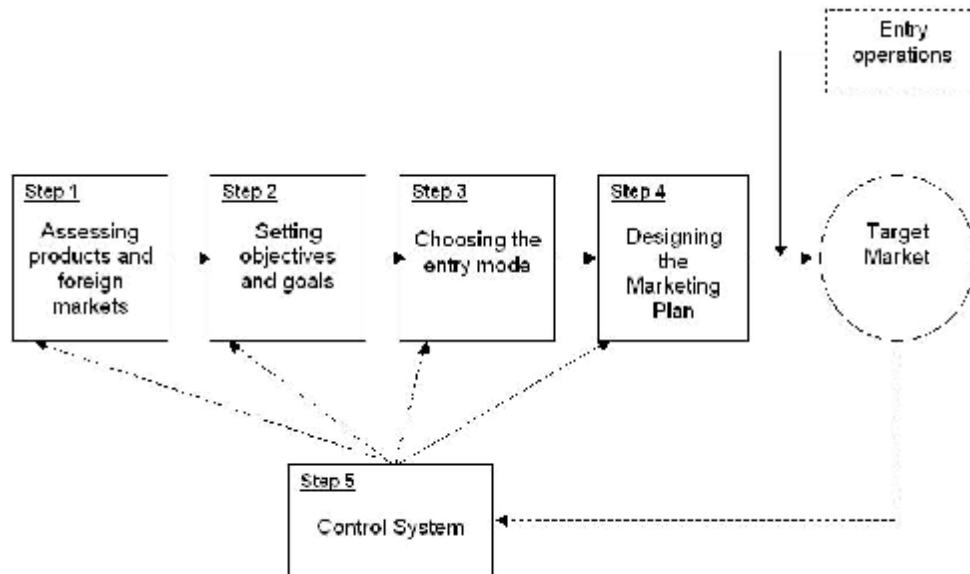 Entry
operations
Step 1
Assessing
products and
foreign
markets
Step 2
Setting
objectives
and goals
Step 3
Choosing the
entry mode
Step 4
Designing
the
Marketing
Plan
Target
Market
Step 5
Control System